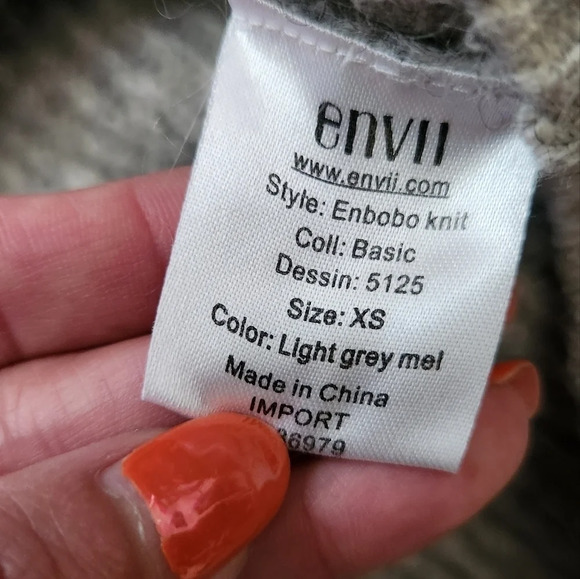 envii
www.envii.com
Style: Enbobo knit
Coll: Basic
Dessin: 5125
Size: XS
Color: Light grey mel
Made in China
IMPORT